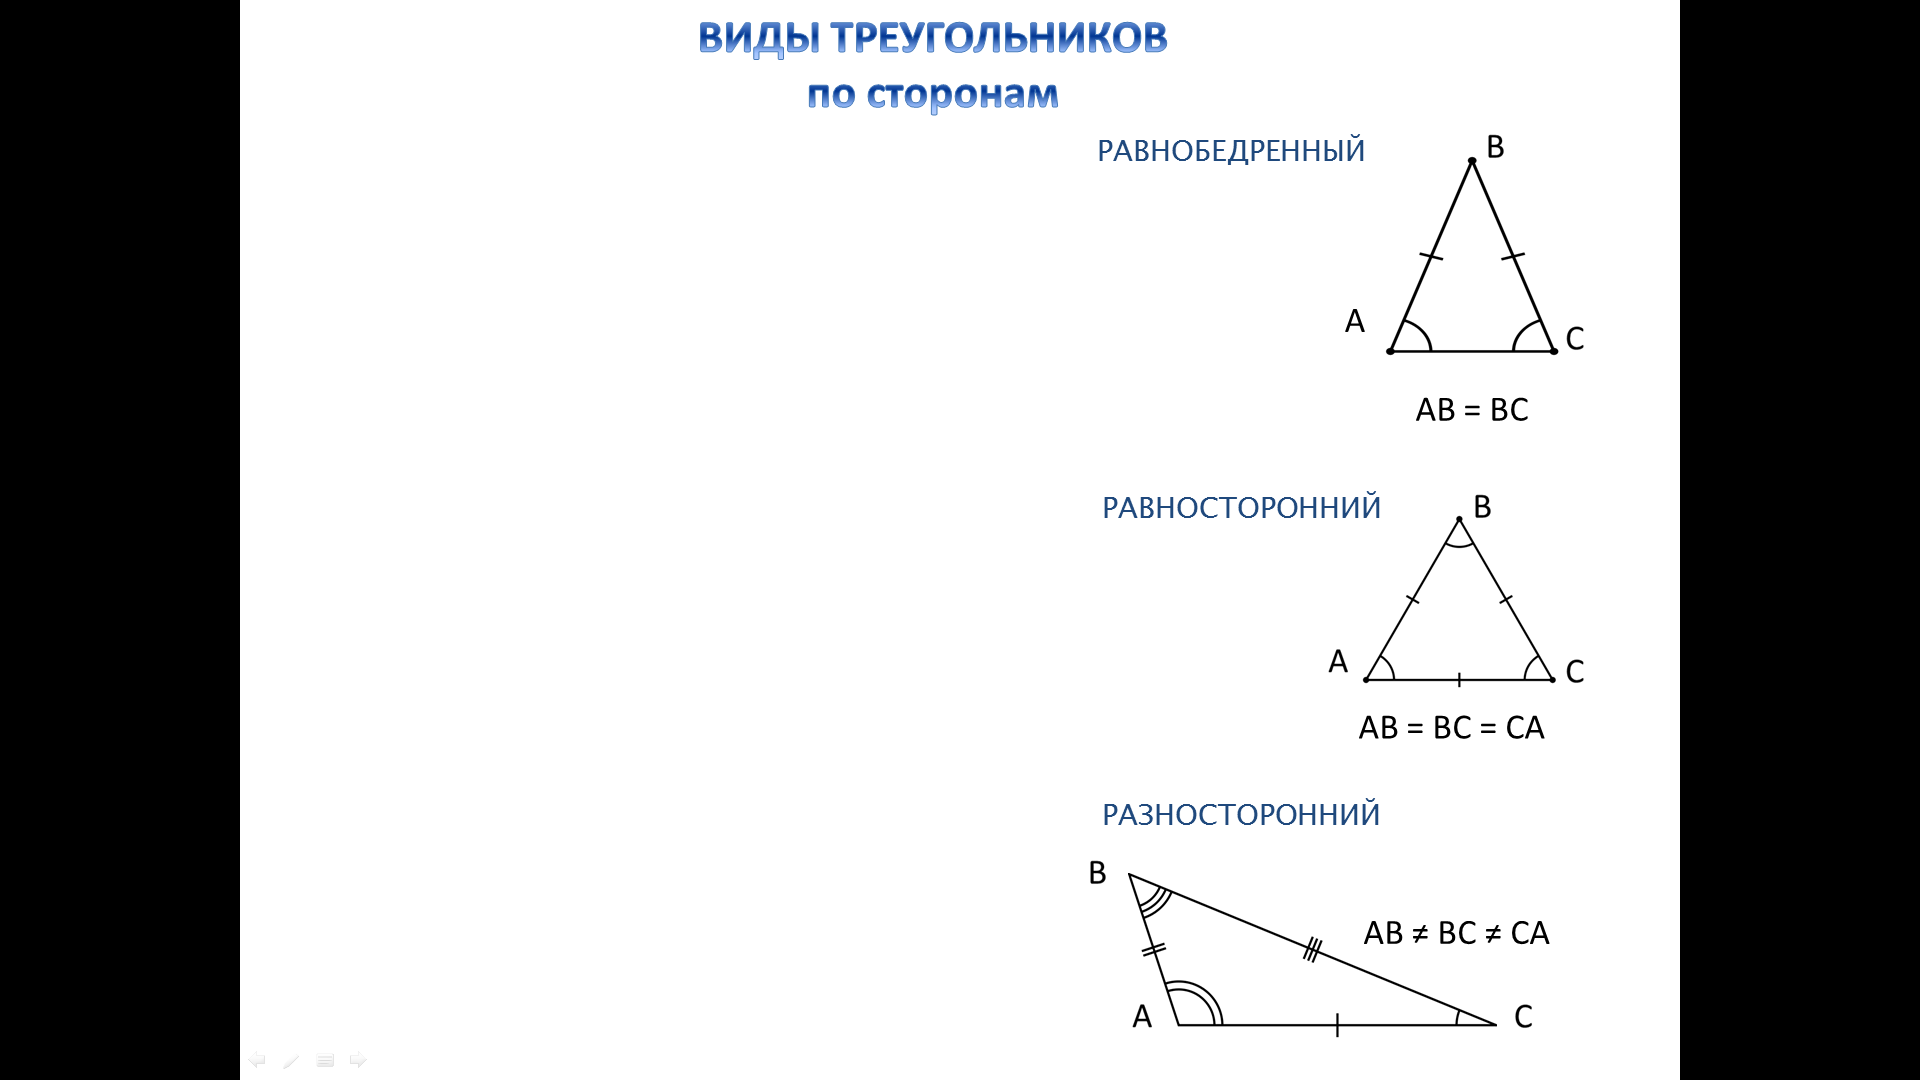 ВИДЫ ТРЕУГОЛЬНИКОВ
по сторонам
РАВНОБЕДРЕННЫЙ
B
A
C
AB = BC
РАВНОСТОРОННИЙ
B
A
C
AB = BC = CA
РАЗНОСТОРОННИЙ
B
AB ≠ BC ≠ CA
A
C